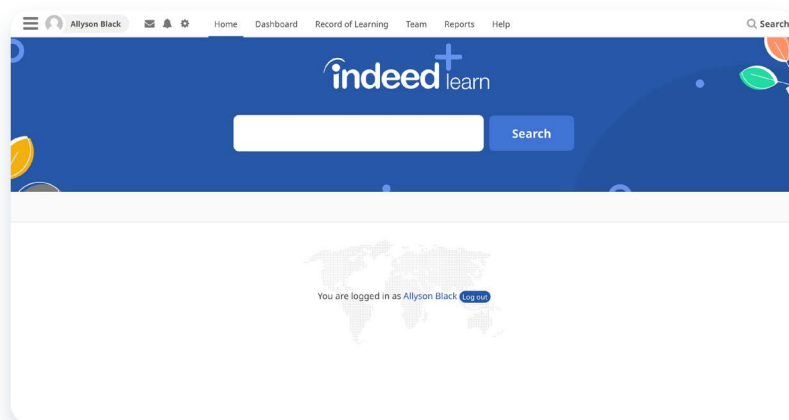 Allyson Black
Home Dashboard Record of Learning Team Reports Help
Search
indeed learn
Search
You are logged in as Allyson Black Log out